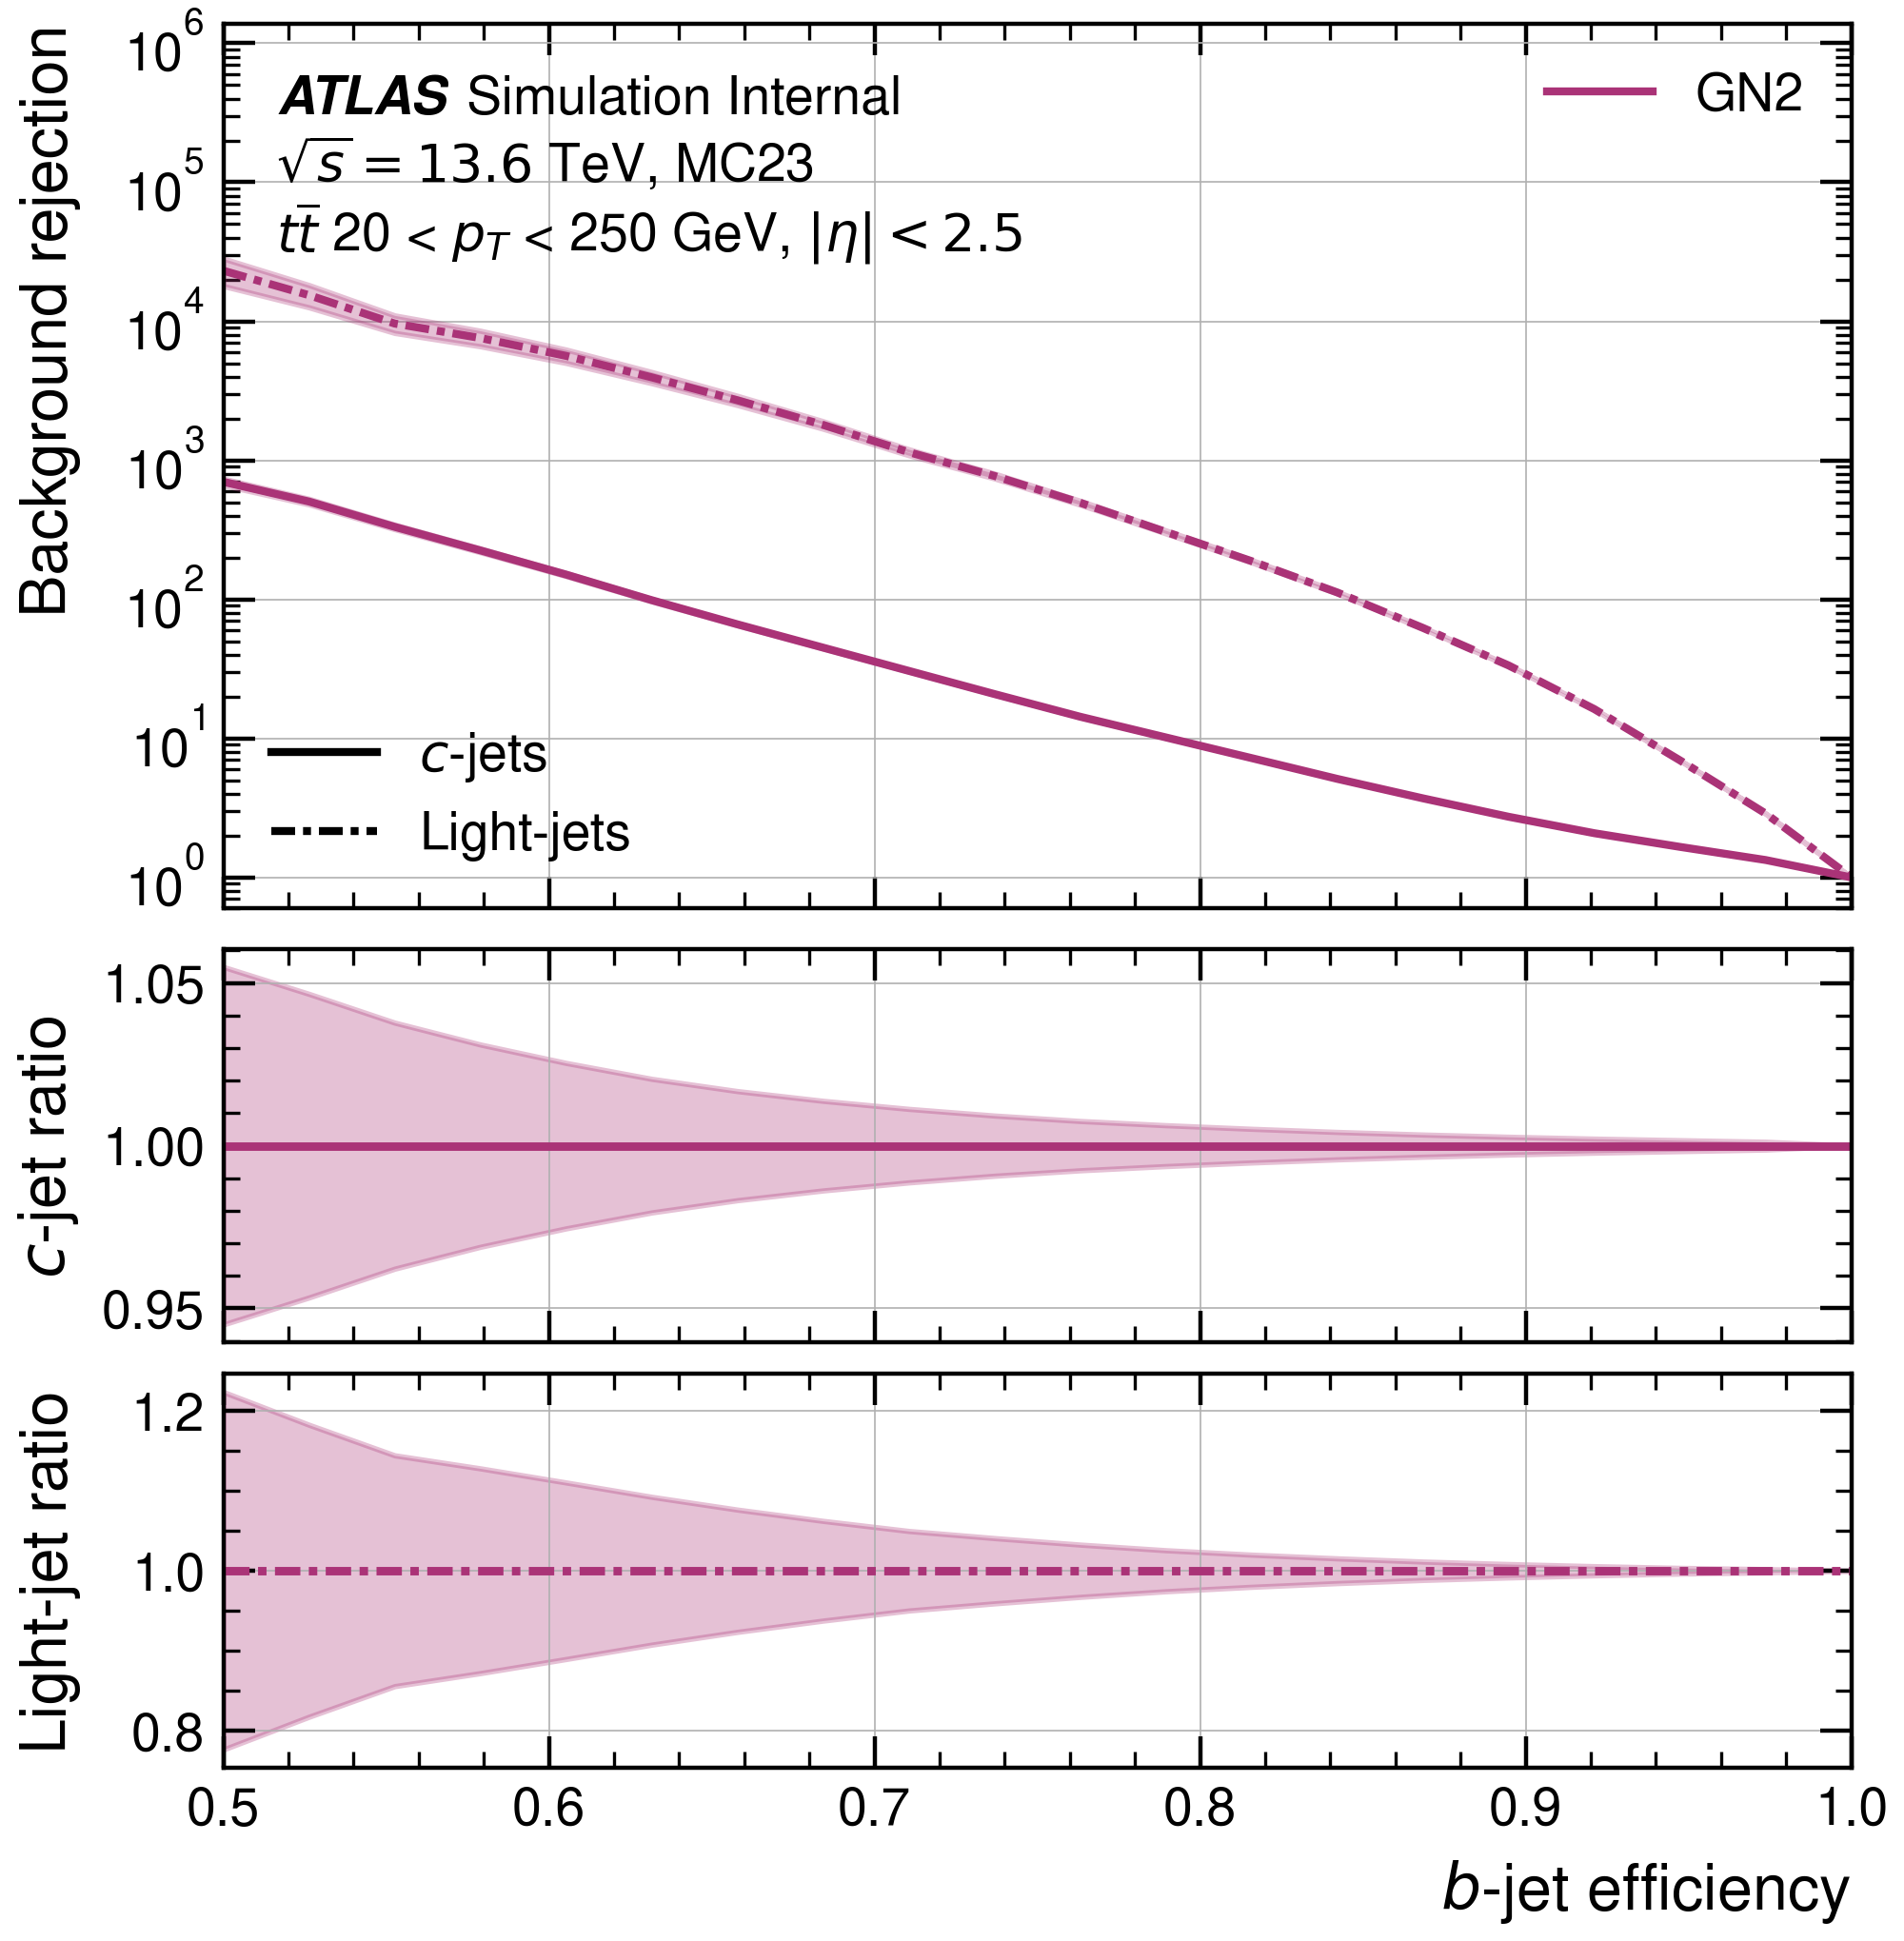 Background rejection
10^6
10^5
10^4
10^3
10^2
10^1
10^0
ATLAS Simulation Internal
√s = 13.6 TeV, MC23
tt̄ 20 < p_T < 250 GeV, |η| < 2.5
GN2
c-jets
Light-jets
c-jet ratio
1.05
1.00
0.95
Light-jet ratio
1.2
1.0
0.8
0.5 0.6 0.7 0.8 0.9 1.0
b-jet efficiency